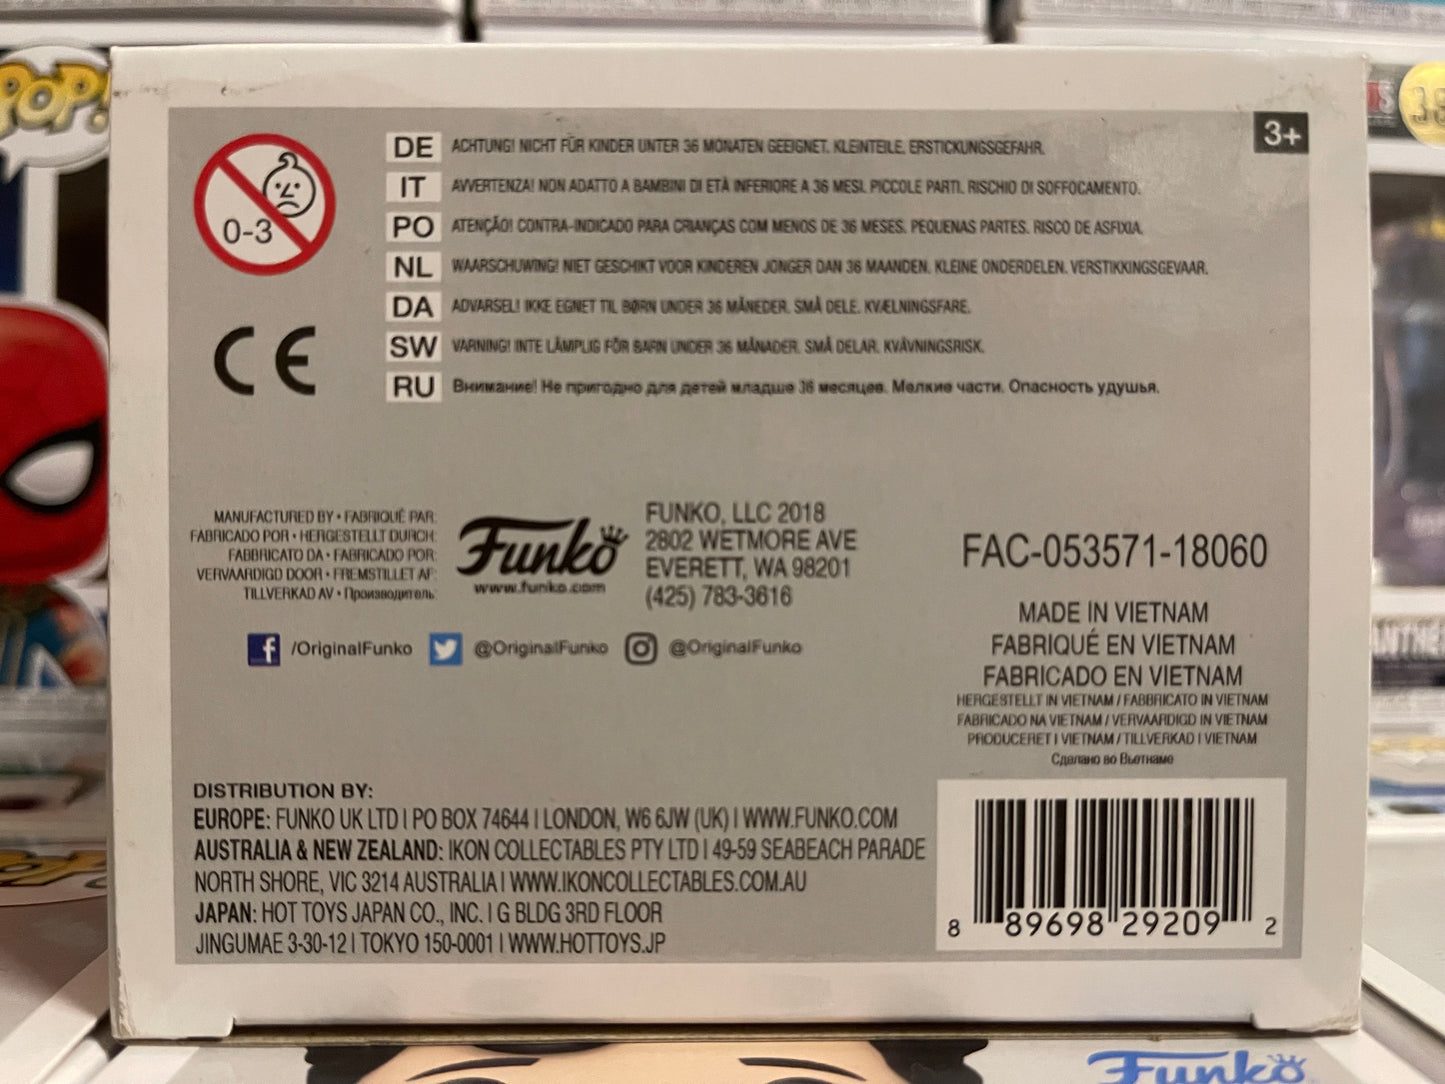 POP!
38
3+
0-3
DE ACHTUNG! NICHT FÜR KINDER UNTER 36 MONATEN GEEIGNET. KLEINTEILE. ERSTICKUNGSGEFAHR.
IT AVVERTENZA! NON ADATTO A BAMBINI DI ETÀ INFERIORE A 36 MESI. PICCOLE PARTI. RISCHIO DI SOFFOCAMENTO.
PO ATENÇÃO! CONTRA-INDICADO PARA CRIANÇAS COM MENOS DE 36 MESES. PEQUENAS PARTES. RISCO DE ASFIXIA.
NL WAARSCHUWING! NIET GESCHIKT VOOR KINDEREN JONGER DAN 36 MAANDEN. KLEINE ONDERDELEN. VERSTIKKINGSGEVAAR.
DA ADVARSEL! IKKE EGNET TIL BØRN UNDER 36 MÅNEDER. SMÅ DELE. KVÆLNINGSFARE.
SW VARNING! INTE LÄMPLIG FÖR BARN UNDER 36 MÅNADER. SMÅ DELAR. KVÄVNINGSRISK.
RU Внимание! Не пригодно для детей младше 36 месяцев. Мелкие части. Опасность удушья.
CE
MANUFACTURED BY • FABRIQUÉ PAR:
FABRICADO POR • HERGESTELLT DURCH:
FABBRICATO DA • FABRICADO POR:
VERVAARDIGD DOOR • FREMSTILLET AF:
TILLVERKAD AV • Производитель:
Funko
www.funko.com
FUNKO, LLC 2018
2802 WETMORE AVE
EVERETT, WA 98201
(425) 783-3616
/OriginalFunko @OriginalFunko @OriginalFunko
FAC-053571-18060
MADE IN VIETNAM
FABRIQUÉ EN VIETNAM
FABRICADO EN VIETNAM
HERGESTELLT IN VIETNAM / FABBRICATO IN VIETNAM
FABRICADO NA VIETNAM / VERVAARDIGD IN VIETNAM
PRODUCERET I VIETNAM / TILLVERKAD I VIETNAM
Сделано во Вьетнаме
DISTRIBUTION BY:
EUROPE: FUNKO UK LTD | PO BOX 74644 | LONDON, W6 6JW (UK) | WWW.FUNKO.COM
AUSTRALIA & NEW ZEALAND: IKON COLLECTABLES PTY LTD | 49-59 SEABEACH PARADE
NORTH SHORE, VIC 3214 AUSTRALIA | WWW.IKONCOLLECTABLES.COM.AU
JAPAN: HOT TOYS JAPAN CO., INC. | G BLDG 3RD FLOOR
JINGUMAE 3-30-12 | TOKYO 150-0001 | WWW.HOTTOYS.JP
8 89698 29209 2
Funko